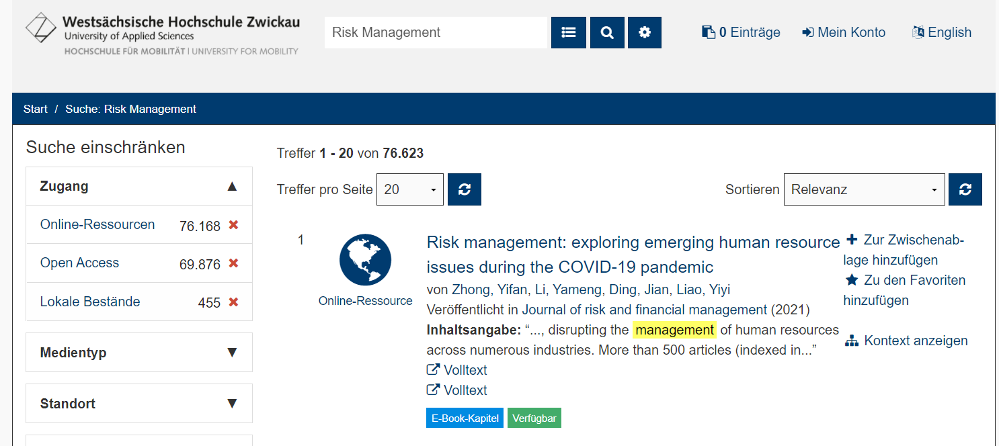 Westsächsische Hochschule Zwickau
University of Applied Sciences
HOCHSCHULE FÜR MOBILITÄT | UNIVERSITY FOR MOBILITY
Risk Management
0 Einträge
Mein Konto
English
Start / Suche: Risk Management
Suche einschränken
Zugang ▲
Online-Ressourcen 76.168
Open Access 69.876
Lokale Bestände 455
Medientyp ▼
Standort ▼
Treffer 1 - 20 von 76.623
Treffer pro Seite 20
Sortieren Relevanz
1
Online-Ressource
Risk management: exploring emerging human resource
issues during the COVID-19 pandemic
von Zhong, Yifan, Li, Yameng, Ding, Jian, Liao, Yiyi
Veröffentlicht in Journal of risk and financial management (2021)
Inhaltsangabe: “..., disrupting the management of human resources
across numerous industries. More than 500 articles (indexed in...”
Volltext
Volltext
E-Book-Kapitel Verfügbar
Zur Zwischenab-
lage hinzufügen
Zu den Favoriten
hinzufügen
Kontext anzeigen